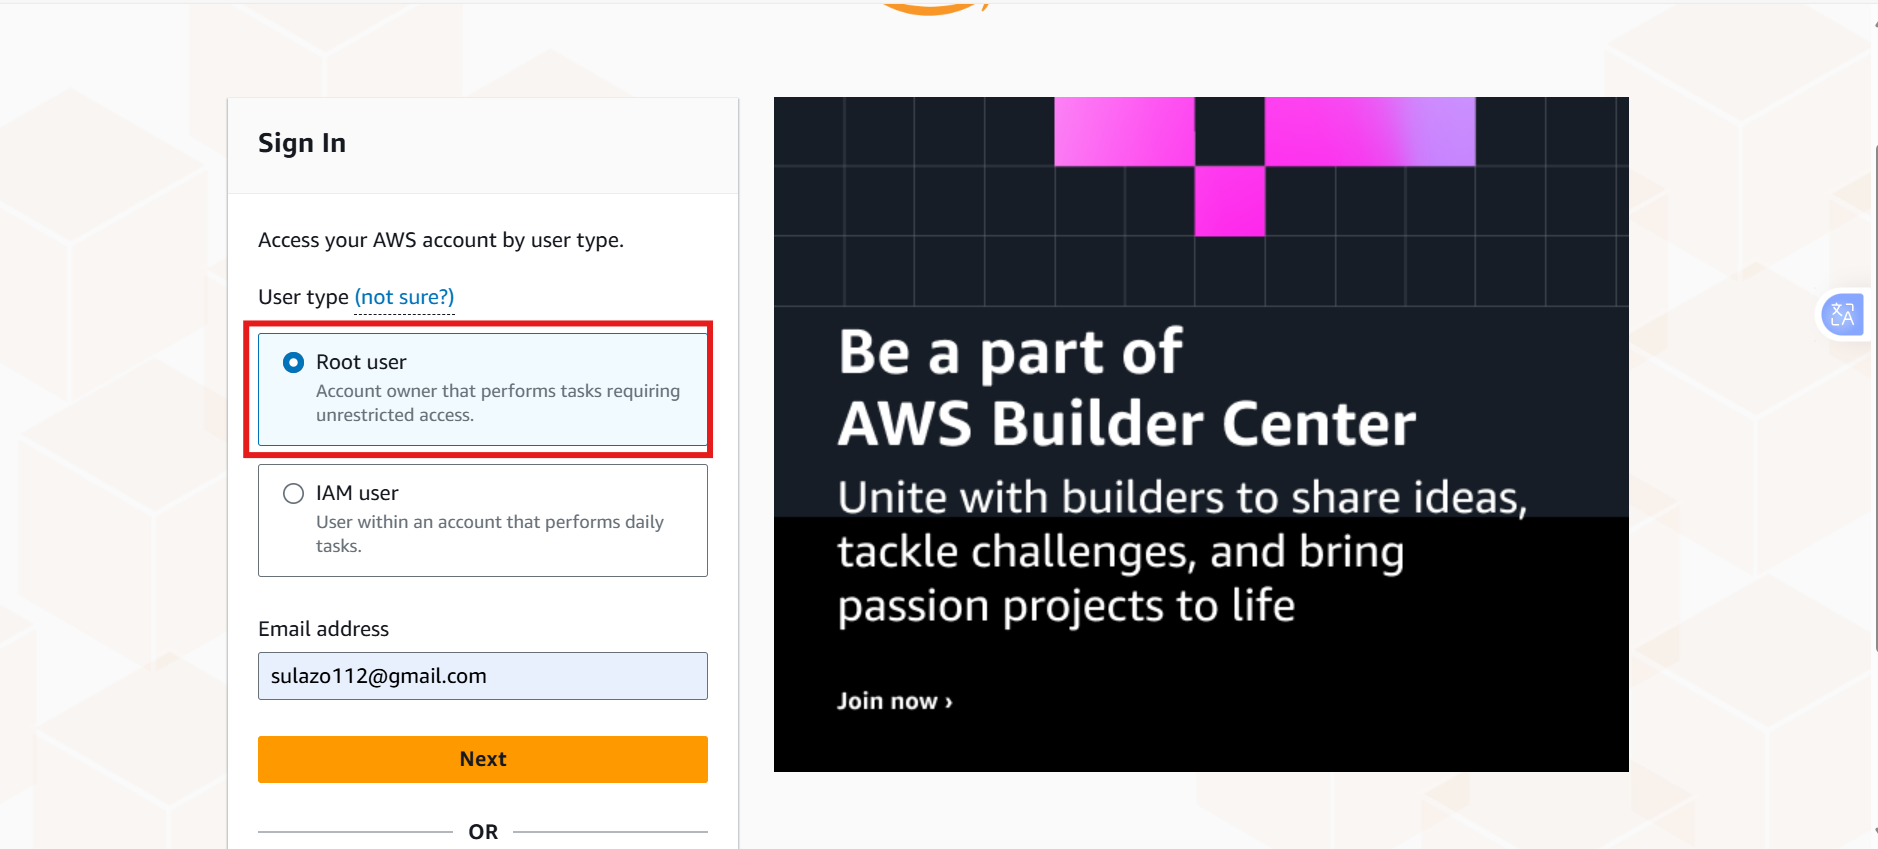 Sign In
Access your AWS account by user type.
User type (not sure?)
Root user
Account owner that performs tasks requiring
unrestricted access.
IAM user
User within an account that performs daily
tasks.
Email address
sulazo112@gmail.com
Next
OR
Be a part of
AWS Builder Center
Unite with builders to share ideas,
tackle challenges, and bring
passion projects to life
Join now ›
文A